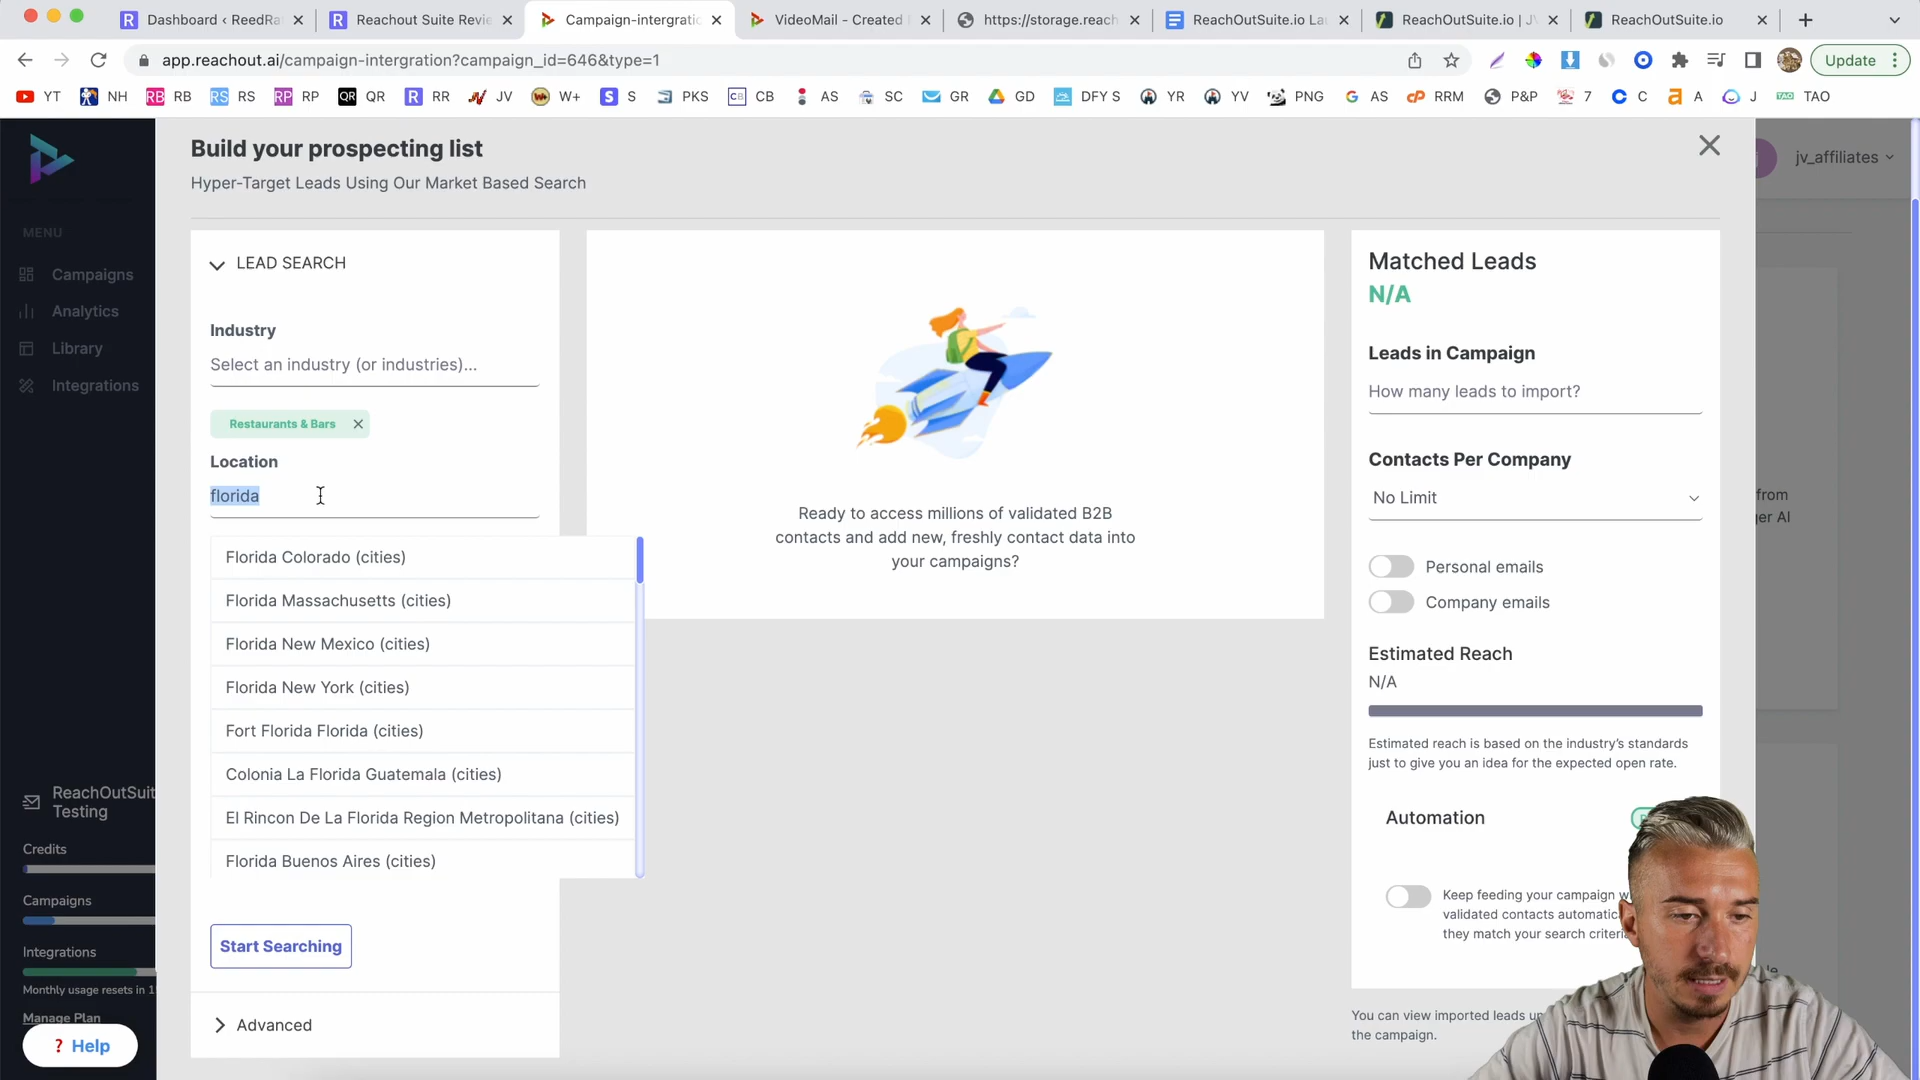 Dashboard ‹ ReedRa
Reachout Suite Revie
Campaign-intergratio
VideoMail - Created
https://storage.reach
ReachOutSuite.io La
ReachOutSuite.io | JV
ReachOutSuite.io
app.reachout.ai/campaign-intergration?campaign_id=646&type=1
Update
YT
NH
RB
RS
RP
QR
RR
JV
W+
S
PKS
CB
AS
SC
GR
GD
DFY S
YR
YV
PNG
AS
RRM
P&P
7
C
A
J
TAO
Build your prospecting list
Hyper-Target Leads Using Our Market Based Search
jv_affiliates
MENU
Campaigns
Analytics
Library
Integrations
ReachOutSuit
Testing
Credits
Campaigns
Integrations
Monthly usage resets in 1
Manage Plan
? Help
LEAD SEARCH
Industry
Select an industry (or industries)...
Restaurants & Bars
Location
florida
Florida Colorado (cities)
Florida Massachusetts (cities)
Florida New Mexico (cities)
Florida New York (cities)
Fort Florida Florida (cities)
Colonia La Florida Guatemala (cities)
El Rincon De La Florida Region Metropolitana (cities)
Florida Buenos Aires (cities)
Start Searching
Advanced
Ready to access millions of validated B2B
contacts and add new, freshly contact data into
your campaigns?
Matched Leads
N/A
Leads in Campaign
How many leads to import?
Contacts Per Company
No Limit
Personal emails
Company emails
Estimated Reach
N/A
Estimated reach is based on the industry's standards
just to give you an idea for the expected open rate.
Automation
Keep feeding your campaign w
validated contacts automatic
they match your search criteri
You can view imported leads u
the campaign.
from
ger AI